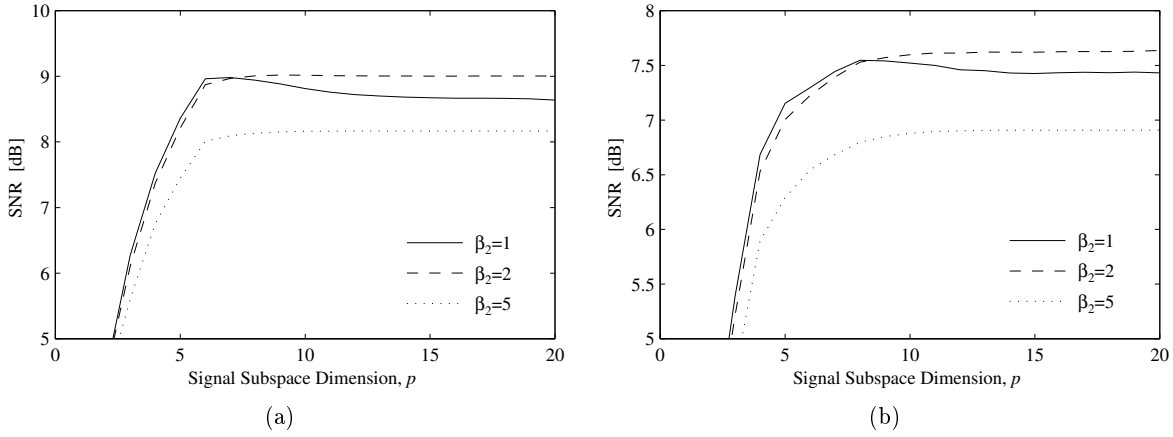 10
9
8
7
6
5
SNR [dB]
β₂=1
β₂=2
β₂=5
0 5 10 15 20
Signal Subspace Dimension, p
(a)
8
7.5
7
6.5
6
5.5
5
SNR [dB]
β₂=1
β₂=2
β₂=5
0 5 10 15 20
Signal Subspace Dimension, p
(b)